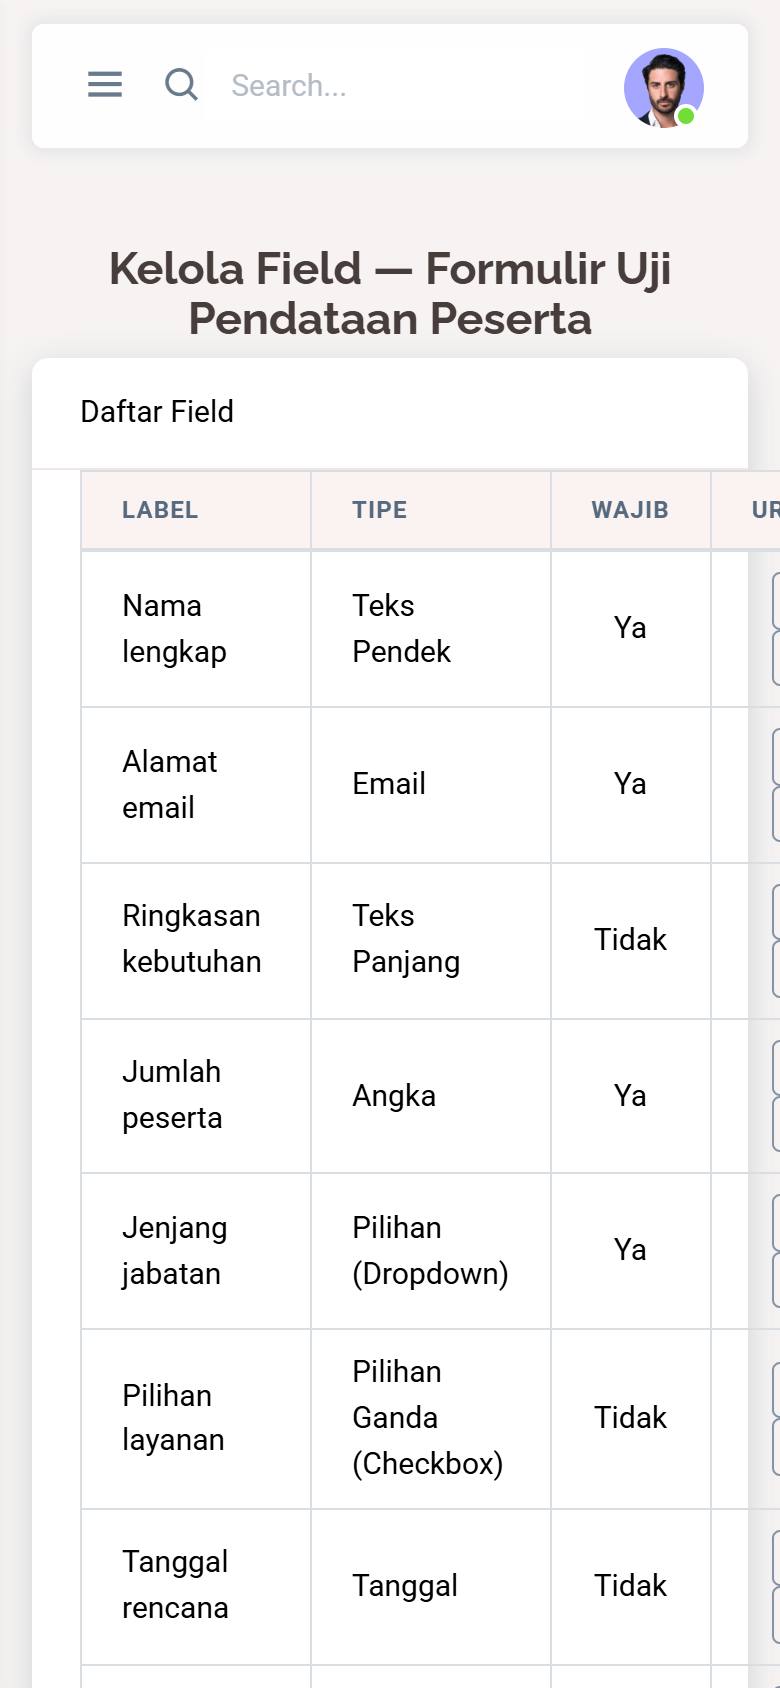 Search...
Kelola Field — Formulir Uji
Pendataan Peserta
Daftar Field
LABEL TIPE WAJIB UR
Nama
lengkap
Teks
Pendek
Ya
Alamat
email
Email
Ya
Ringkasan
kebutuhan
Teks
Panjang
Tidak
Jumlah
peserta
Angka
Ya
Jenjang
jabatan
Pilihan
(Dropdown)
Ya
Pilihan
layanan
Pilihan
Ganda
(Checkbox)
Tidak
Tanggal
rencana
Tanggal
Tidak